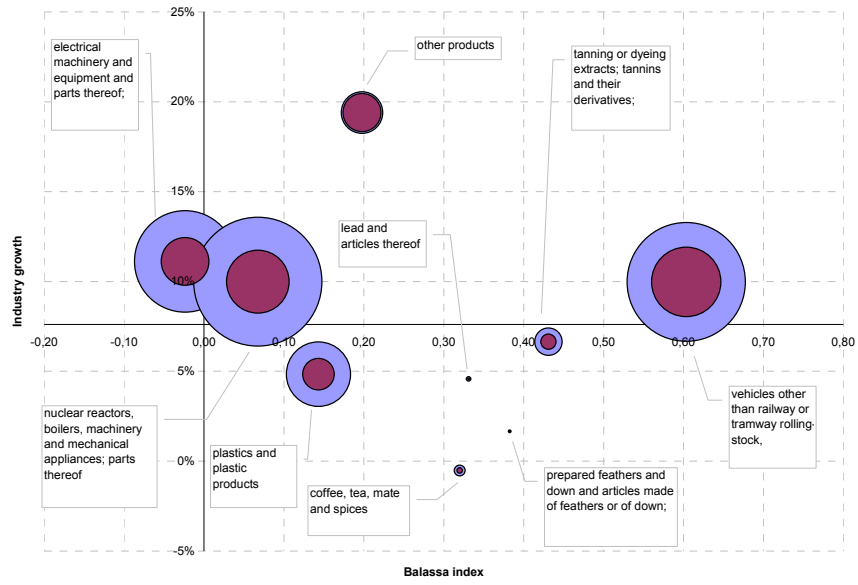 25%
electrical
machinery and
equipment and
parts thereof;
other products
tanning or dyeing
extracts; tannins
and their
derivatives;
20%
15%
lead and
articles thereof
10%
Industry growth
-0,20
-0,10
0,00
0,10
0,20
0,30
0,40
0,50
0,60
0,70
0,80
5%
nuclear reactors,
boilers, machinery
and mechanical
appliances; parts
thereof
plastics and
plastic
products
coffee, tea, mate
and spices
prepared feathers and
down and articles made
of feathers or of down;
vehicles other
than railway or
tramway rolling-
stock,
0%
-5%
Balassa index